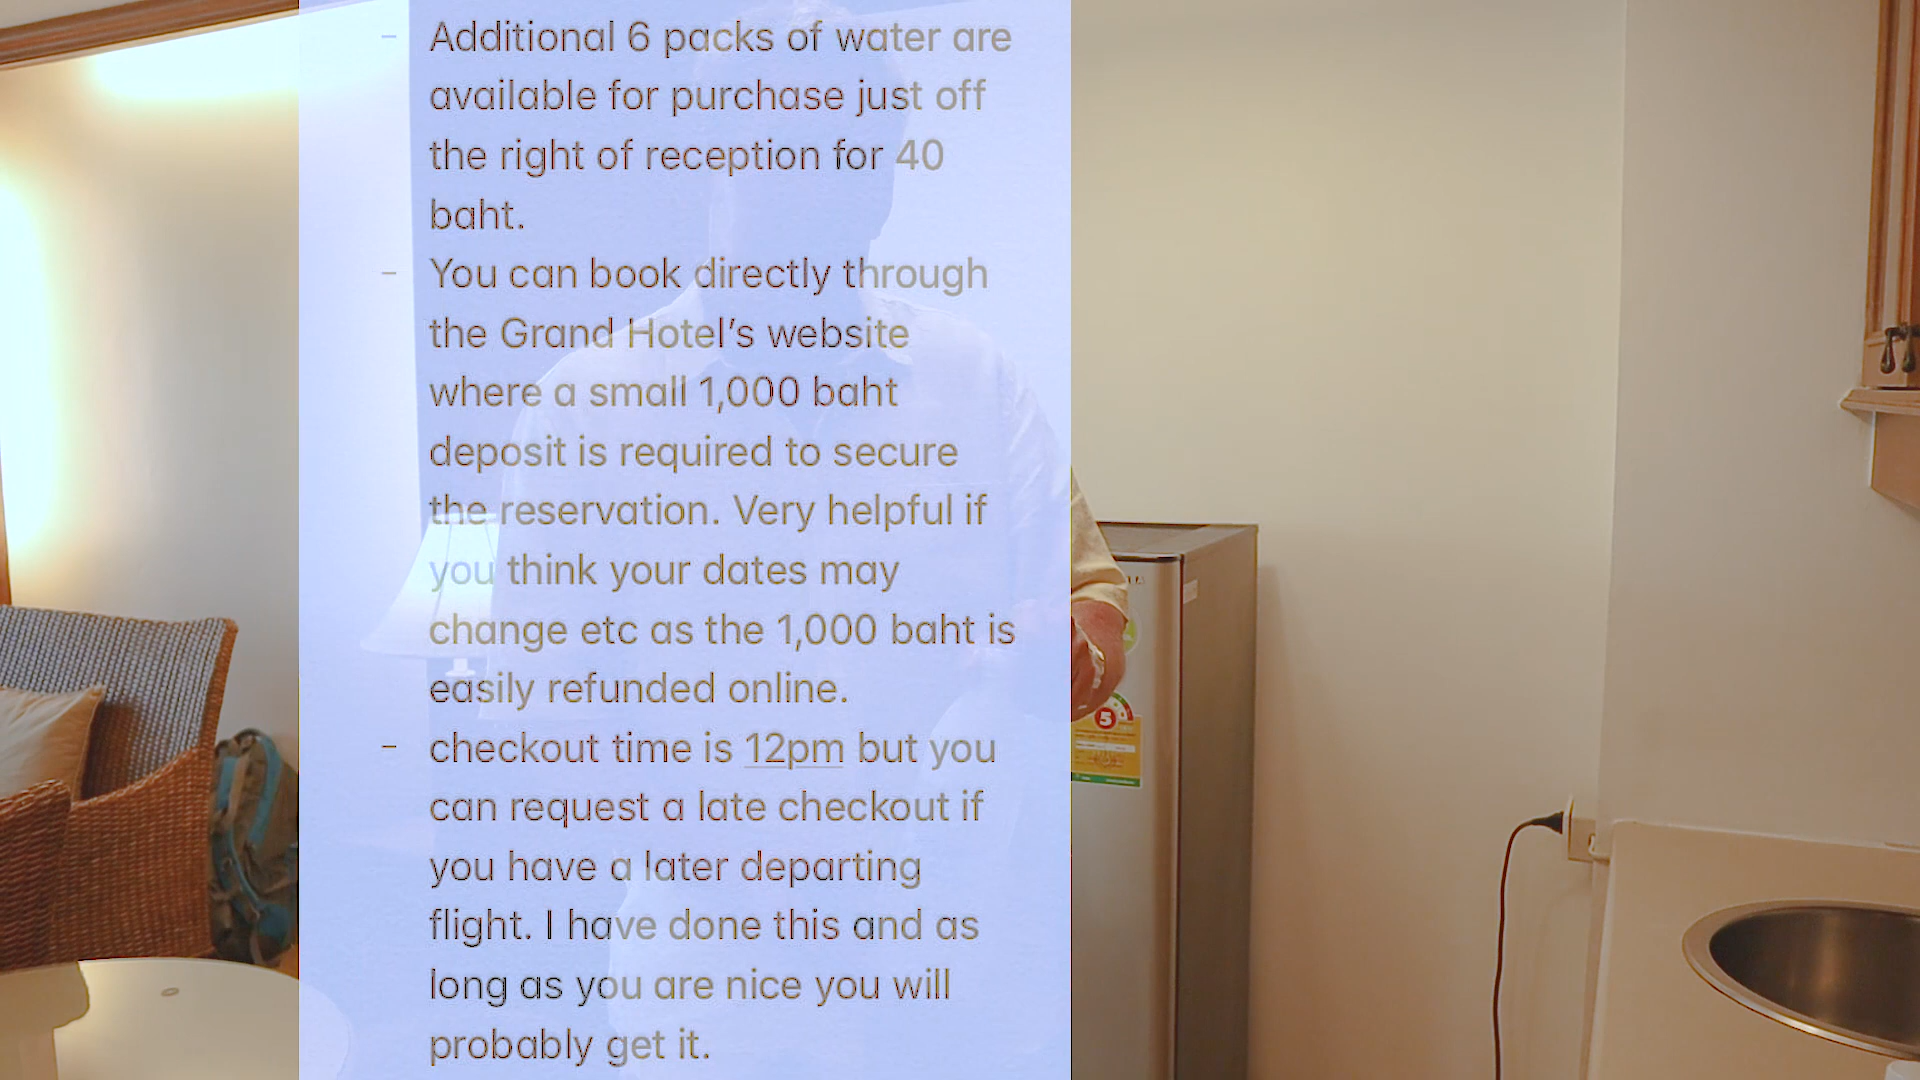 - Additional 6 packs of water are
available for purchase just off
the right of reception for 40
baht.
- You can book directly through
the Grand Hotel's website
where a small 1,000 baht
deposit is required to secure
the reservation. Very helpful if
you think your dates may
change etc as the 1,000 baht is
easily refunded online.
- checkout time is 12pm but you
can request a late checkout if
you have a later departing
flight. I have done this and as
long as you are nice you will
probably get it.
5